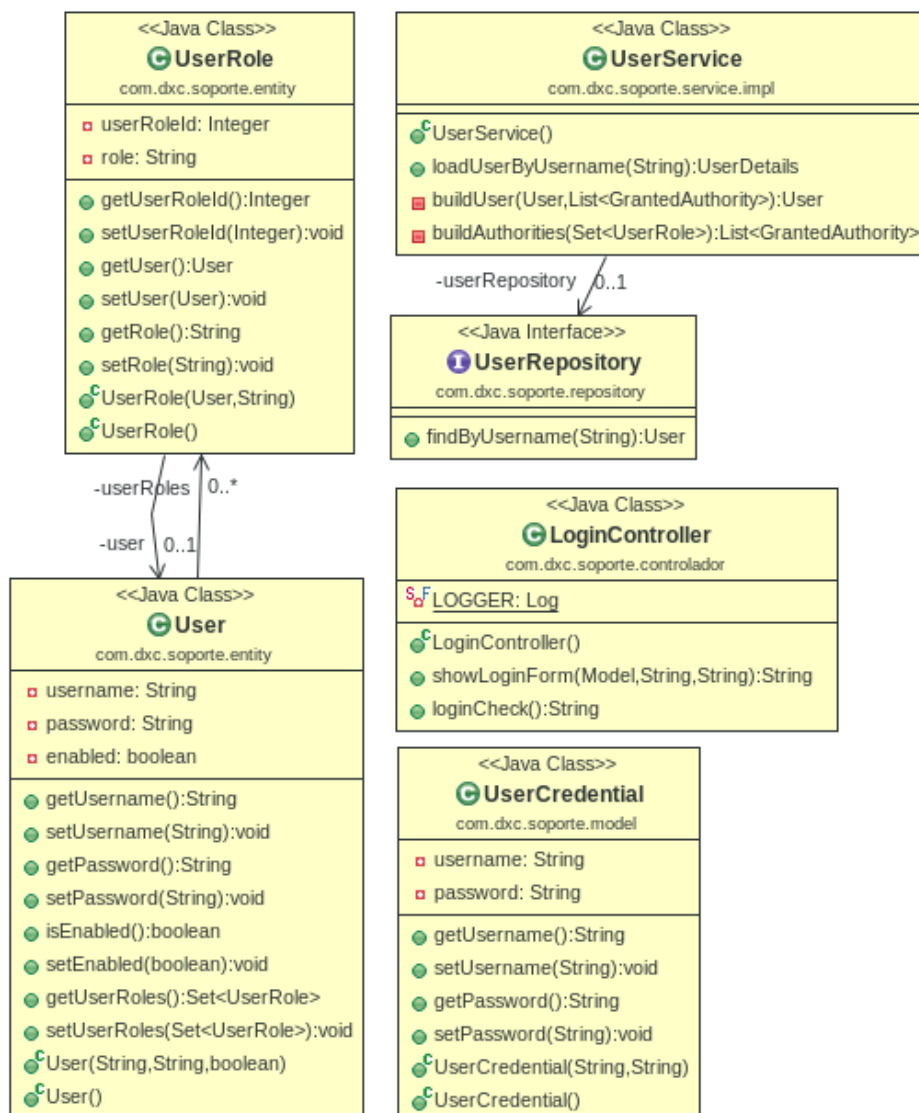 <<Java Class>>
UserRole
com.dxc.soporte.entity
userRoleId: Integer
role: String
getUserRoleId():Integer
setUserRoleId(Integer):void
getUser():User
setUser(User):void
getRole():String
setRole(String):void
UserRole(User,String)
UserRole()
-userRoles 0..*
-user 0..1
<<Java Class>>
User
com.dxc.soporte.entity
username: String
password: String
enabled: boolean
getUsername():String
setUsername(String):void
getPassword():String
setPassword(String):void
isEnabled():boolean
setEnabled(boolean):void
getUserRoles():Set<UserRole>
setUserRoles(Set<UserRole>):void
User(String,String,boolean)
User()
<<Java Class>>
UserService
com.dxc.soporte.service.impl
UserService()
loadUserByUsername(String):UserDetails
buildUser(User,List<GrantedAuthority>):User
buildAuthorities(Set<UserRole>):List<GrantedAuthority>
-userRepository 0..1
<<Java Interface>>
UserRepository
com.dxc.soporte.repository
findByUsername(String):User
<<Java Class>>
LoginController
com.dxc.soporte.controlador
LOGGER: Log
LoginController()
showLoginForm(Model,String,String):String
loginCheck():String
<<Java Class>>
UserCredential
com.dxc.soporte.model
username: String
password: String
getUsername():String
setUsername(String):void
getPassword():String
setPassword(String):void
UserCredential(String,String)
UserCredential()